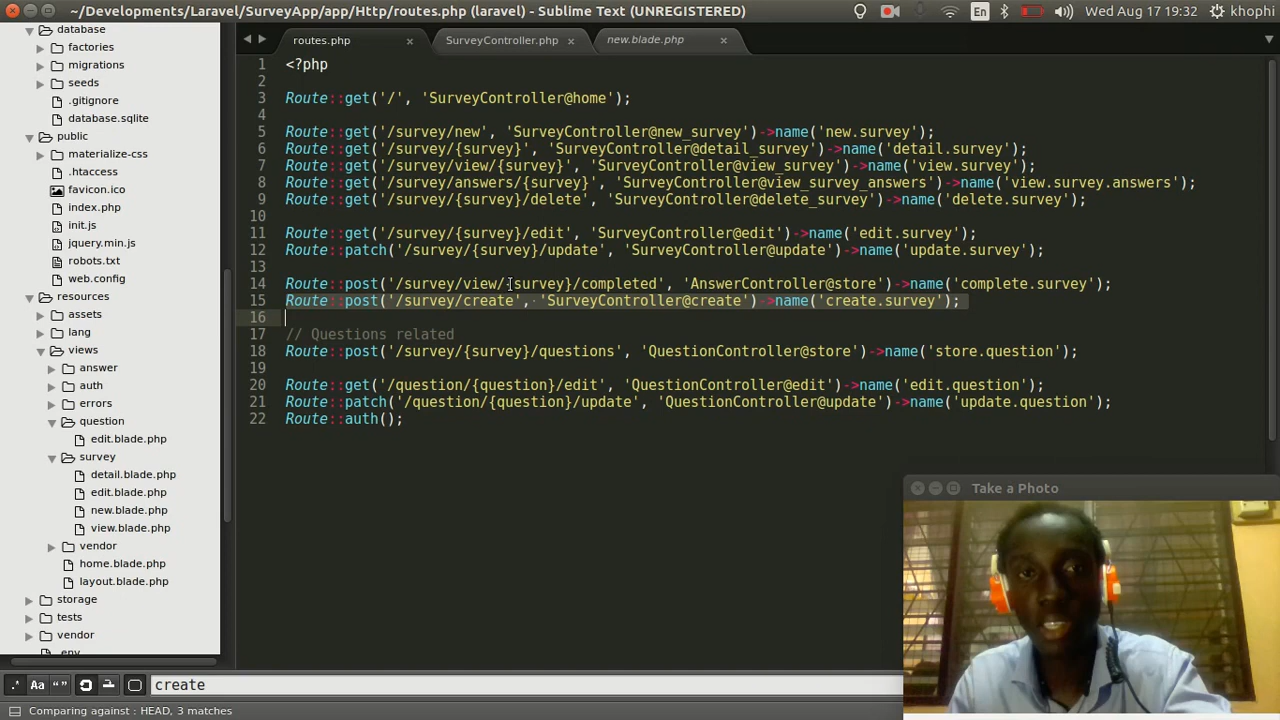 ~/Developments/Laravel/SurveyApp/app/Http/routes.php (laravel) - Sublime Text (UNREGISTERED)
En
Wed Aug 17 19:32
khophi
database
factories
migrations
seeds
.gitignore
database.sqlite
public
materialize-css
.htaccess
favicon.ico
index.php
init.js
jquery.min.js
robots.txt
web.config
resources
assets
lang
views
answer
auth
errors
question
edit.blade.php
survey
detail.blade.php
edit.blade.php
new.blade.php
view.blade.php
vendor
home.blade.php
layout.blade.php
storage
tests
vendor
.env
routes.php
SurveyController.php
new.blade.php
1 <?php
2
3 Route::get('/', 'SurveyController@home');
4
5 Route::get('/survey/new', 'SurveyController@new_survey')->name('new.survey');
6 Route::get('/survey/{survey}', 'SurveyController@detail_survey')->name('detail.survey');
7 Route::get('/survey/view/{survey}', 'SurveyController@view_survey')->name('view.survey');
8 Route::get('/survey/answers/{survey}', 'SurveyController@view_survey_answers')->name('view.survey.answers');
9 Route::get('/survey/{survey}/delete', 'SurveyController@delete_survey')->name('delete.survey');
10
11 Route::get('/survey/{survey}/edit', 'SurveyController@edit')->name('edit.survey');
12 Route::patch('/survey/{survey}/update', 'SurveyController@update')->name('update.survey');
13
14 Route::post('/survey/view/{survey}/completed', 'AnswerController@store')->name('complete.survey');
15 Route::post('/survey/create', 'SurveyController@create')->name('create.survey');
16
17 // Questions related
18 Route::post('/survey/{survey}/questions', 'QuestionController@store')->name('store.question');
19
20 Route::get('/question/{question}/edit', 'QuestionController@edit')->name('edit.question');
21 Route::patch('/question/{question}/update', 'QuestionController@update')->name('update.question');
22 Route::auth();
Take a Photo
.* Aa “ ” create
Comparing against : HEAD, 3 matches